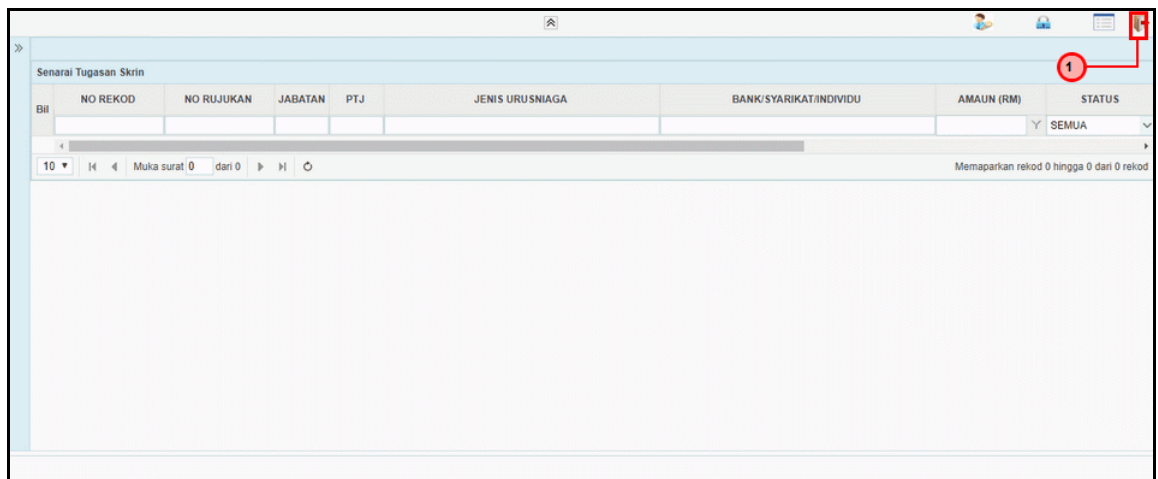 1
Senarai Tugasan Skrin
Bil NO REKOD NO RUJUKAN JABATAN PTJ JENIS URUSNIAGA BANK/SYARIKAT/INDIVIDU AMAUN (RM) STATUS
SEMUA
10 Muka surat 0 dari 0 Memaparkan rekod 0 hingga 0 dari 0 rekod